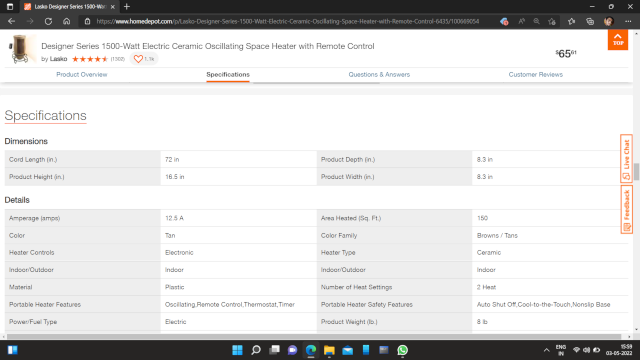 Lasko Designer Series 1500-Wat
https://www.homedepot.com/p/Lasko-Designer-Series-1500-Watt-Electric-Ceramic-Oscillating-Space-Heater-with-Remote-Control-6435/100669054
Designer Series 1500-Watt Electric Ceramic Oscillating Space Heater with Remote Control
by Lasko (1368) 1.1k
$65.61
TOP
Product Overview Specifications Questions & Answers Customer Reviews
Specifications
Dimensions
Cord Length (in.) 72 in Product Depth (in.) 8.3 in
Product Height (in.) 16.5 in Product Width (in.) 8.3 in
Details
Amperage (amps) 12.5 A Area Heated (Sq. Ft.) 150
Color Tan Color Family Browns / Tans
Heater Controls Electronic Heater Type Ceramic
Indoor/Outdoor Indoor Indoor/Outdoor Indoor
Material Plastic Number of Heat Settings 2 Heat
Portable Heater Features Oscillating,Remote Control,Thermostat,Timer Portable Heater Safety Features Auto Shut Off,Cool-to-the-Touch,Nonslip Base
Power/Fuel Type Electric Product Weight (lb.) 8 lb
Live Chat
Feedback
ENG
IN
15:59
03-05-2022